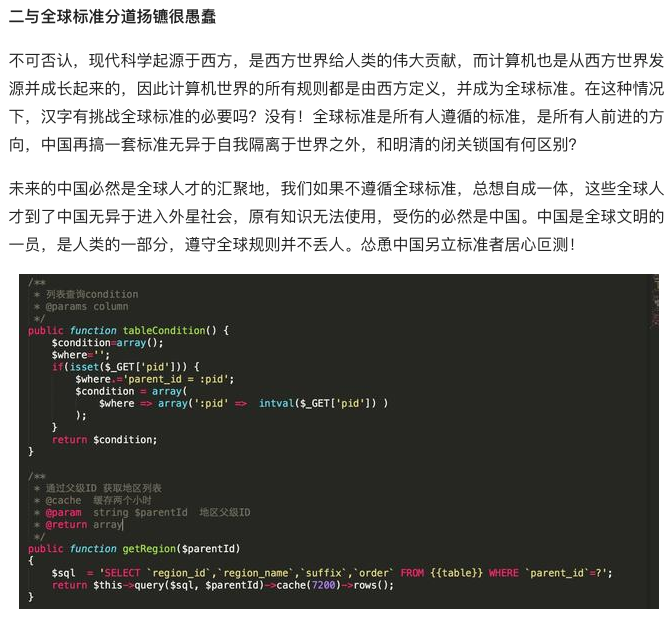 二与全球标准分道扬镳很愚蠢
不可否认，现代科学起源于西方，是西方世界给人类的伟大贡献，而计算机也是从西方世界发
源并成长起来的，因此计算机世界的所有规则都是由西方定义，并成为全球标准。在这种情况
下，汉字有挑战全球标准的必要吗？没有！全球标准是所有人遵循的标准，是所有人前进的方
向，中国再搞一套标准无异于自我隔离于世界之外，和明清的闭关锁国有何区别？
未来的中国必然是全球人才的汇聚地，我们如果不遵循全球标准，总想自成一体，这些全球人
才到了中国无异于进入外星社会，原有知识无法使用，受伤的必然是中国。中国是全球文明的
一员，是人类的一部分，遵守全球规则并不丢人。怂恿中国另立标准者居心叵测！
/**
 * 列表查询condition
 * @params column
 */
public function tableCondition() {
    $condition=array();
    $where='';
    if(isset($_GET['pid'])) {
        $where.='parent_id = :pid';
        $condition = array(
            $where => array(':pid' =>  intval($_GET['pid']) )
        );
    }
    return $condition;
}
/**
 * 通过父级ID 获取地区列表
 * @cache  缓存两个小时
 * @param  string $parentId  地区父级ID
 * @return array
 */
public function getRegion($parentId)
{
    $sql  = 'SELECT `region_id`,`region_name`,`suffix`,`order` FROM {{table}} WHERE `parent_id`=?';
    return $this->query($sql, $parentId)->cache(7200)->rows();
}